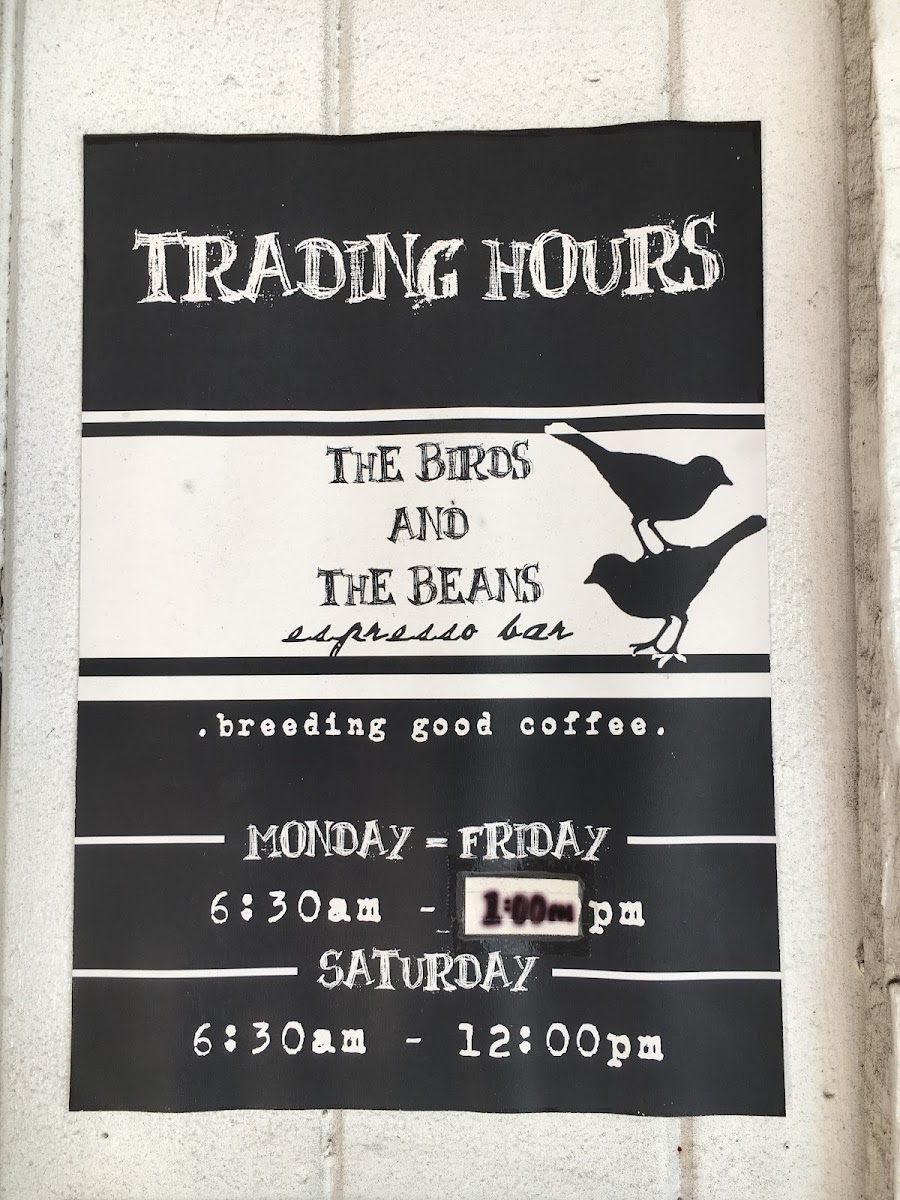 TRADING HOURS
THE BIRDS
AND
THE BEANS
espresso bar
.breeding good coffee.
MONDAY - FRIDAY
6:30am - 1:00pm pm
SATURDAY
6:30am - 12:00pm